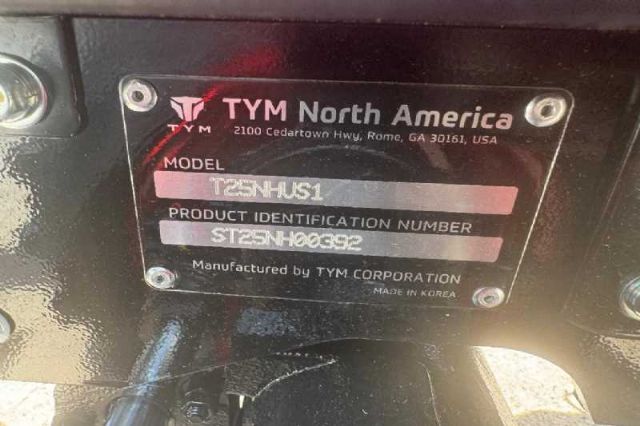 TYM
TYM North America
2100 Cedartown Hwy, Rome, GA 30161, USA
MODEL
T25NHUS1
PRODUCT IDENTIFICATION NUMBER
ST25NH00392
Manufactured by TYM CORPORATION
MADE IN KOREA